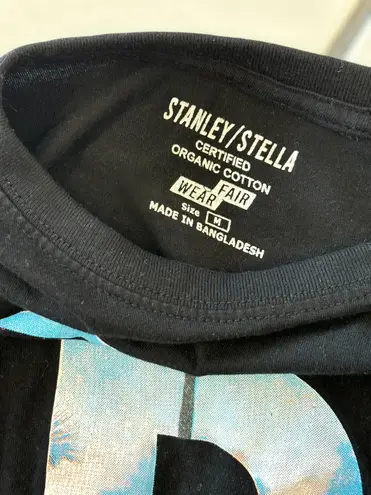 STANLEY/STELLA
CERTIFIED
ORGANIC COTTON
FAIR
WEAR
Size M
MADE IN BANGLADESH